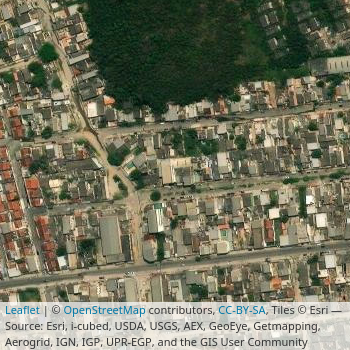 Leaflet | © OpenStreetMap contributors, CC-BY-SA, Tiles © Esri —
Source: Esri, i-cubed, USDA, USGS, AEX, GeoEye, Getmapping,
Aerogrid, IGN, IGP, UPR-EGP, and the GIS User Community